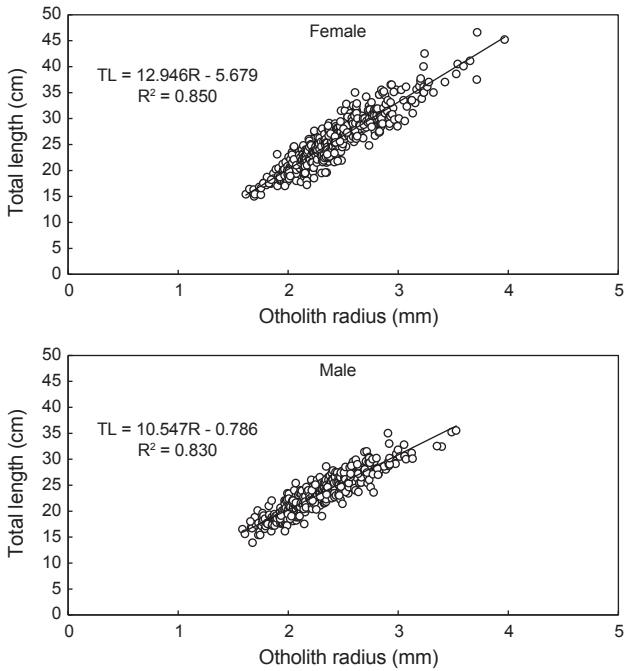 50
45
40
35
30
25
20
15
10
5
0
Total length (cm)
Female
TL = 12.946R - 5.679
R² = 0.850
0 1 2 3 4 5
Otholith radius (mm)
50
45
40
35
30
25
20
15
10
5
0
Total length (cm)
Male
TL = 10.547R - 0.786
R² = 0.830
0 1 2 3 4 5
Otholith radius (mm)